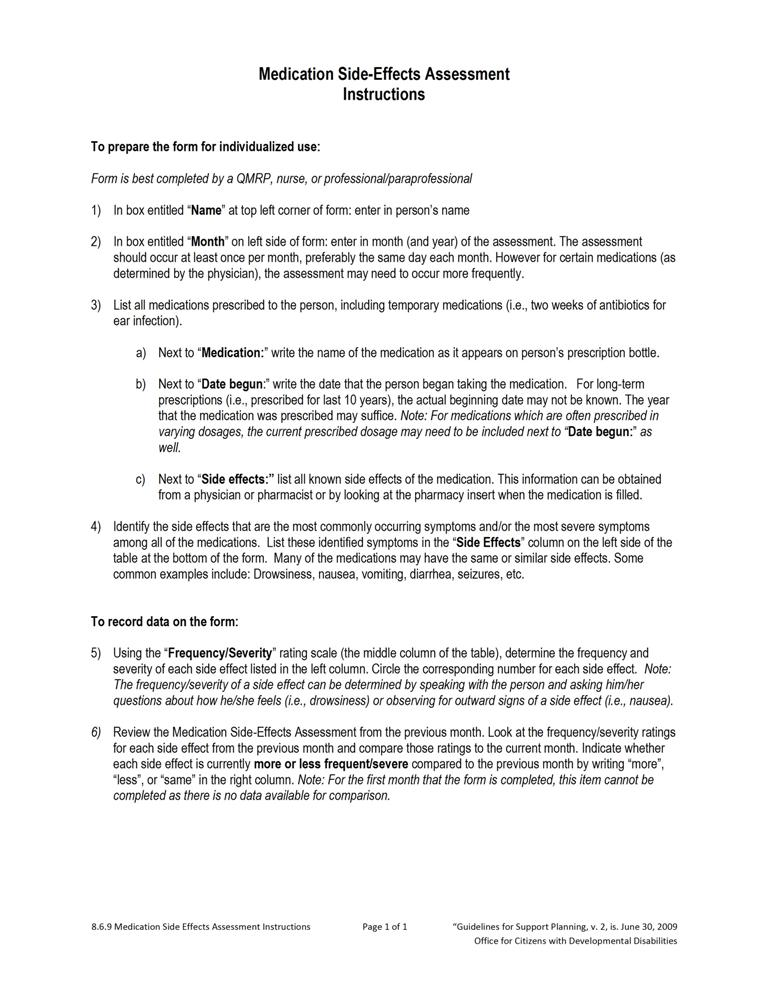 Medication Side-Effects Assessment
Instructions
To prepare the form for individualized use:
Form is best completed by a QMRP, nurse, or professional/paraprofessional
1) In box entitled “Name” at top left corner of form: enter in person’s name
2) In box entitled “Month” on left side of form: enter in month (and year) of the assessment. The assessment
should occur at least once per month, preferably the same day each month. However for certain medications (as
determined by the physician), the assessment may need to occur more frequently.
3) List all medications prescribed to the person, including temporary medications (i.e., two weeks of antibiotics for
ear infection).
a) Next to “Medication:” write the name of the medication as it appears on person’s prescription bottle.
b) Next to “Date begun:” write the date that the person began taking the medication. For long-term
prescriptions (i.e., prescribed for last 10 years), the actual beginning date may not be known. The year
that the medication was prescribed may suffice. Note: For medications which are often prescribed in
varying dosages, the current prescribed dosage may need to be included next to “Date begun:” as
well.
c) Next to “Side effects:” list all known side effects of the medication. This information can be obtained
from a physician or pharmacist or by looking at the pharmacy insert when the medication is filled.
4) Identify the side effects that are the most commonly occurring symptoms and/or the most severe symptoms
among all of the medications. List these identified symptoms in the “Side Effects” column on the left side of the
table at the bottom of the form. Many of the medications may have the same or similar side effects. Some
common examples include: Drowsiness, nausea, vomiting, diarrhea, seizures, etc.
To record data on the form:
5) Using the “Frequency/Severity” rating scale (the middle column of the table), determine the frequency and
severity of each side effect listed in the left column. Circle the corresponding number for each side effect. Note:
The frequency/severity of a side effect can be determined by speaking with the person and asking him/her
questions about how he/she feels (i.e., drowsiness) or observing for outward signs of a side effect (i.e., nausea).
6) Review the Medication Side-Effects Assessment from the previous month. Look at the frequency/severity ratings
for each side effect from the previous month and compare those ratings to the current month. Indicate whether
each side effect is currently more or less frequent/severe compared to the previous month by writing “more”,
“less”, or “same” in the right column. Note: For the first month that the form is completed, this item cannot be
completed as there is no data available for comparison.
8.6.9 Medication Side Effects Assessment Instructions Page 1 of 1 “Guidelines for Support Planning, v. 2, is. June 30, 2009
Office for Citizens with Developmental Disabilities